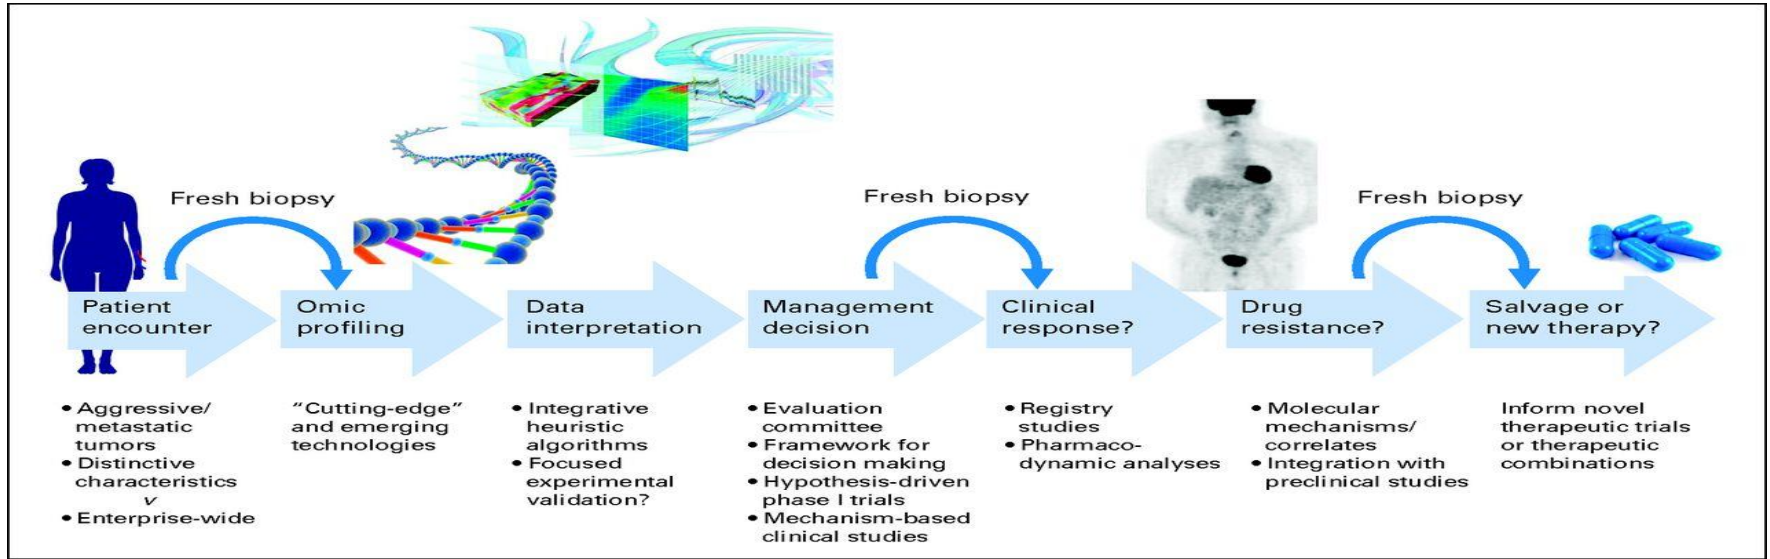 Fresh biopsy
Fresh biopsy
Fresh biopsy
Patient
encounter
Omic
profiling
Data
interpretation
Management
decision
Clinical
response?
Drug
resistance?
Salvage or
new therapy?
• Aggressive/
metastatic
tumors
• Distinctive
characteristics
v
• Enterprise-wide
“Cutting-edge”
and emerging
technologies
• Integrative
heuristic
algorithms
• Focused
experimental
validation?
• Evaluation
committee
• Framework for
decision making
• Hypothesis-driven
phase I trials
• Mechanism-based
clinical studies
• Registry
studies
• Pharmaco-
dynamic analyses
• Molecular
mechanisms/
correlates
• Integration with
preclinical studies
Inform novel
therapeutic trials
or therapeutic
combinations